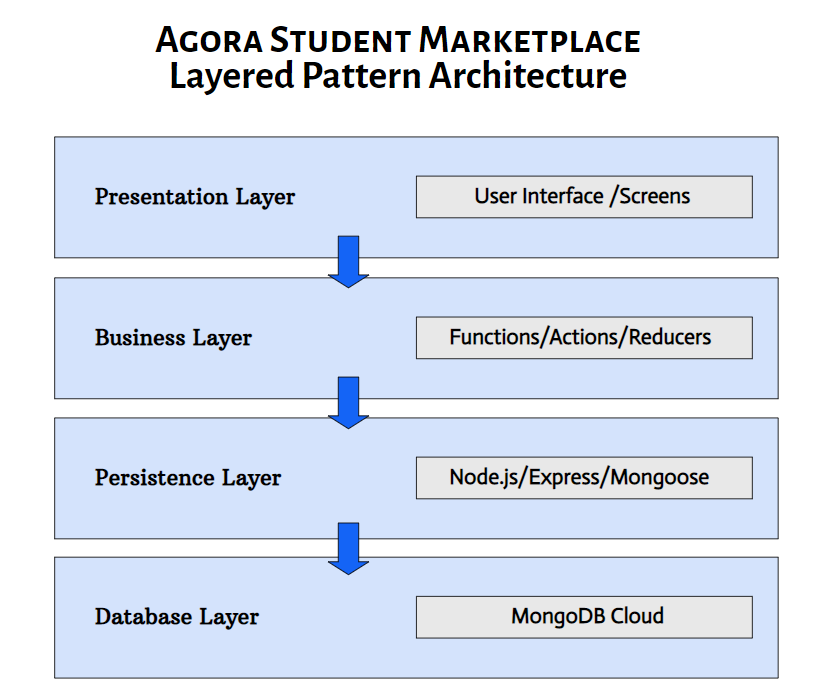 Agora Student Marketplace
Layered Pattern Architecture
Presentation Layer
User Interface /Screens
Business Layer
Functions/Actions/Reducers
Persistence Layer
Node.js/Express/Mongoose
Database Layer
MongoDB Cloud